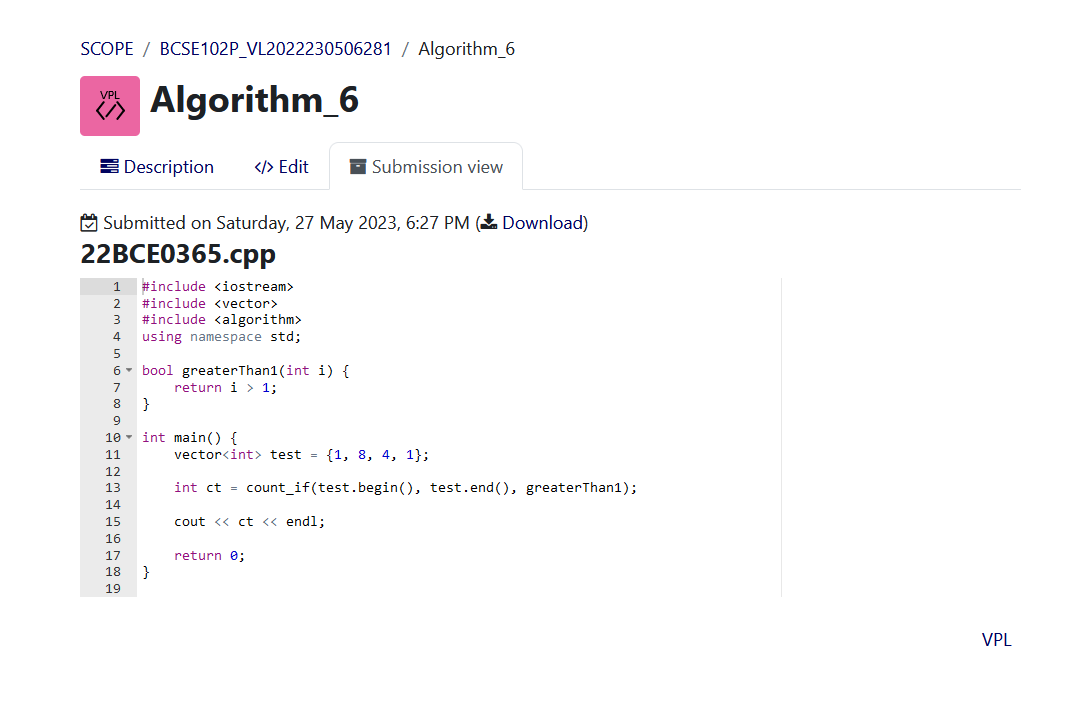 SCOPE / BCSE102P_VL2022230506281 / Algorithm_6
VPL
</>
Algorithm_6
Description
</> Edit
Submission view
Submitted on Saturday, 27 May 2023, 6:27 PM (Download)
22BCE0365.cpp
1 #include <iostream>
2 #include <vector>
3 #include <algorithm>
4 using namespace std;
5
6 bool greaterThan1(int i) {
7     return i > 1;
8 }
9
10 int main() {
11     vector<int> test = {1, 8, 4, 1};
12
13     int ct = count_if(test.begin(), test.end(), greaterThan1);
14
15     cout << ct << endl;
16
17     return 0;
18 }
19
VPL